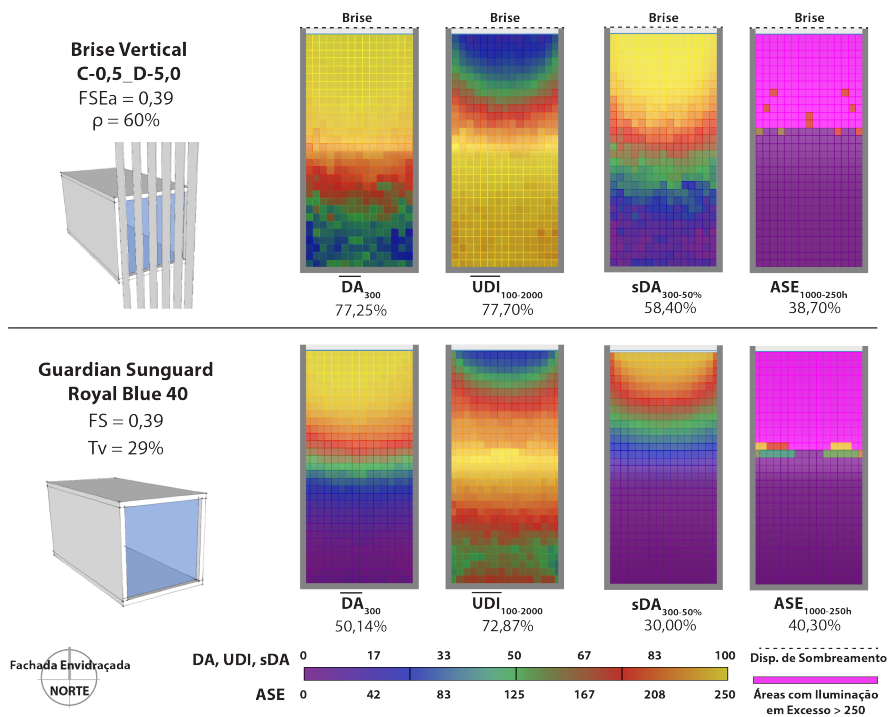 Brise Vertical
C-0,5_D-5,0
FSEa = 0,39
ρ = 60%
Brise
Brise
Brise
Brise
DA300
77,25%
UDI100-2000
77,70%
sDA300-50%
58,40%
ASE1000-250h
38,70%
Guardian Sunguard
Royal Blue 40
FS = 0,39
Tv = 29%
DA300
50,14%
UDI100-2000
72,87%
sDA300-50%
30,00%
ASE1000-250h
40,30%
Fachada Envidraçada
NORTE
DA, UDI, sDA
0 17 33 50 67 83 100
ASE
0 42 83 125 167 208 250
Disp. de Sombreamento
Áreas com Iluminação
em Excesso > 250